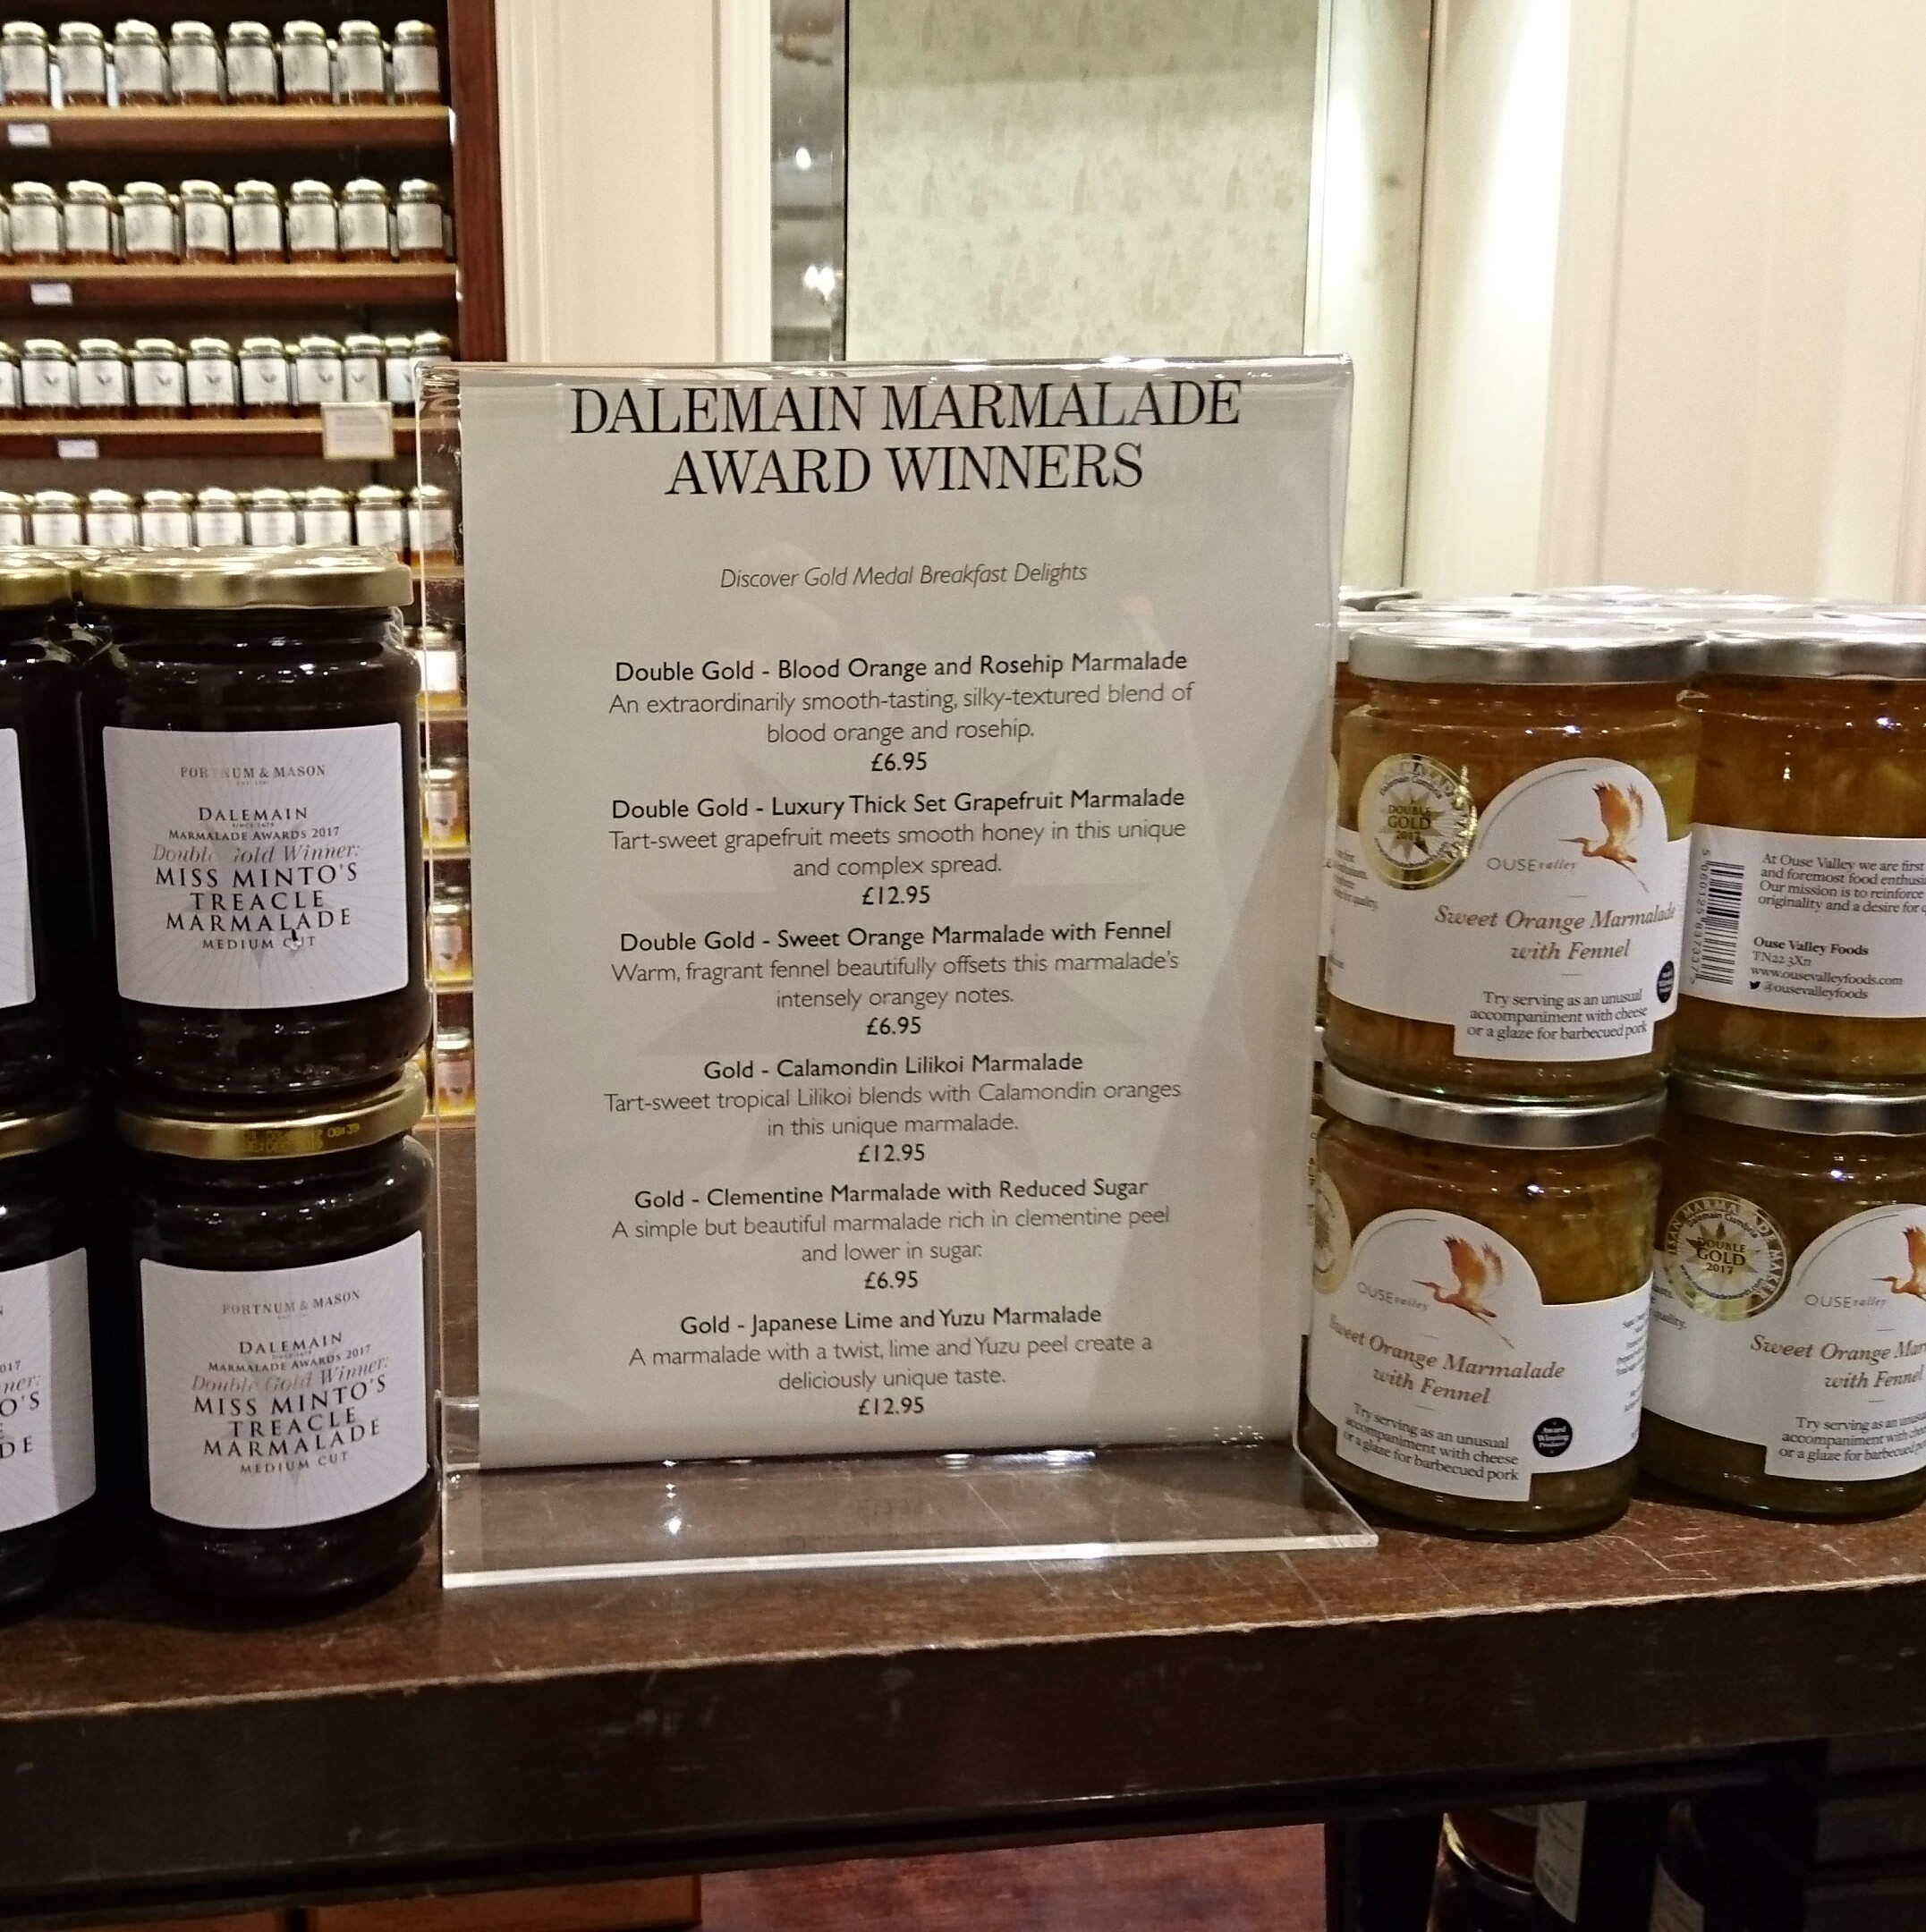 DALEMAIN MARMALADE
AWARD WINNERS
Discover Gold Medal Breakfast Delights
Double Gold - Blood Orange and Rosehip Marmalade
An extraordinarily smooth-tasting, silky-textured blend of
blood orange and rosehip.
£6.95
Double Gold - Luxury Thick Set Grapefruit Marmalade
Tart-sweet grapefruit meets smooth honey in this unique
and complex spread.
£12.95
Double Gold - Sweet Orange Marmalade with Fennel
Warm, fragrant fennel beautifully offsets this marmalade's
intensely orangey notes.
£6.95
Gold - Calamondin Lilikoi Marmalade
Tart-sweet tropical Lilikoi blends with Calamondin oranges
in this unique marmalade.
£12.95
Gold - Clementine Marmalade with Reduced Sugar
A simple but beautiful marmalade rich in clementine peel
and lower in sugar.
£6.95
Gold - Japanese Lime and Yuzu Marmalade
A marmalade with a twist, lime and Yuzu peel create a
deliciously unique taste.
£12.95
FORTNUM & MASON
DALEMAIN
MARMALADE AWARDS 2017
Double Gold Winner:
MISS MINTO'S
TREACLE
MARMALADE
MEDIUM CUT
FORTNUM & MASON
DALEMAIN
MARMALADE AWARDS 2017
Double Gold Winner:
MISS MINTO'S
TREACLE
MARMALADE
MEDIUM CUT
Dalemain Cumbria
DOUBLE
GOLD
2017
OUSE valley
Sweet Orange Marmalade
with Fennel
Try serving as an unusual
accompaniment with cheese
or a glaze for barbecued pork
At Ouse Valley we are first
and foremost food
Our mission is to reinforce
originality and a desire for
Ouse Valley Foods
TN22 3Xn
www.ousevalleyfoods.com
@ousevalleyfoods
OUSE valley
Sweet Orange Marmalade
with Fennel
Try serving as an unusual
accompaniment with cheese
or a glaze for barbecued pork
Award
Winning
Producer
Dalemain Cumbria
DOUBLE
GOLD
2017
OUSE valley
Sweet Orange Mar
with Fennel
Try serving as an
accompaniment with
or a glaze for barbecued